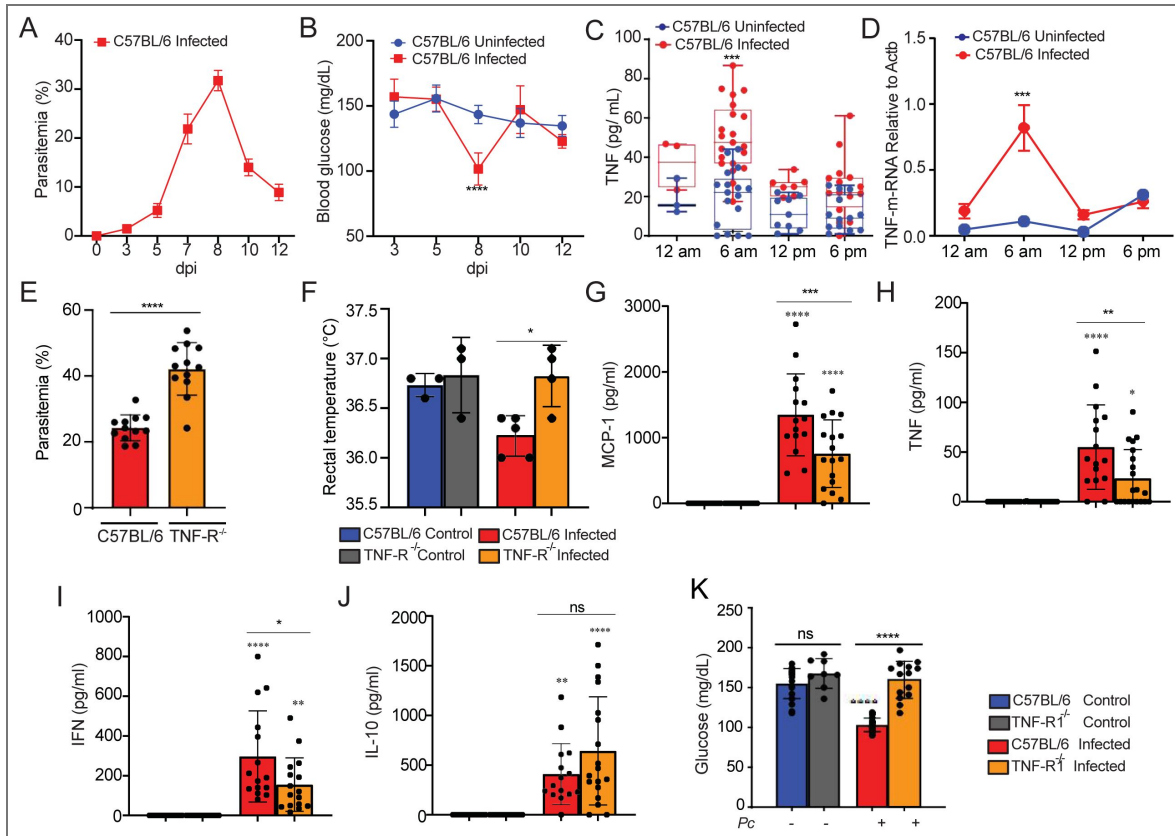 A
C57BL/6 Infected
Parasitemia (%)
40
30
20
10
0
0 3 5 7 8 10 12
dpi
B
C57BL/6 Uninfected
C57BL/6 Infected
Blood glucose (mg/dL)
200
150
100
50
****
3 5 8 10 12
dpi
C
C57BL/6 Uninfected
C57BL/6 Infected
***
TNF (pg/ mL)
100
80
60
40
20
0
12 am 6 am 12 pm 6 pm
D
C57BL/6 Uninfected
C57BL/6 Infected
***
TNF-m-RNA Relative to Actb
1.5
1.0
0.5
0.0
12 am 6 am 12 pm 6 pm
E
****
Parasitemia (%)
60
40
20
0
C57BL/6 TNF-R-/-
F
*
Rectal temperature (°C)
37.5
37.0
36.5
36.0
35.5
C57BL/6 Control C57BL/6 Infected
TNF-R-/- Control TNF-R-/- Infected
G
***
****
****
MCP-1 (pg/ml)
3000
2000
1000
0
H
**
****
*
TNF (pg/ml)
200
150
100
50
0
I
*
****
**
IFN (pg/ml)
1000
800
600
400
200
0
J
ns
****
**
IL-10 (pg/ml)
2000
1500
1000
500
0
K
ns ****
****
Glucose (mg/dL)
200
150
100
50
0
Pc - - + +
C57BL/6 Control
TNF-R1-/- Control
C57BL/6 Infected
TNF-R1-/- Infected